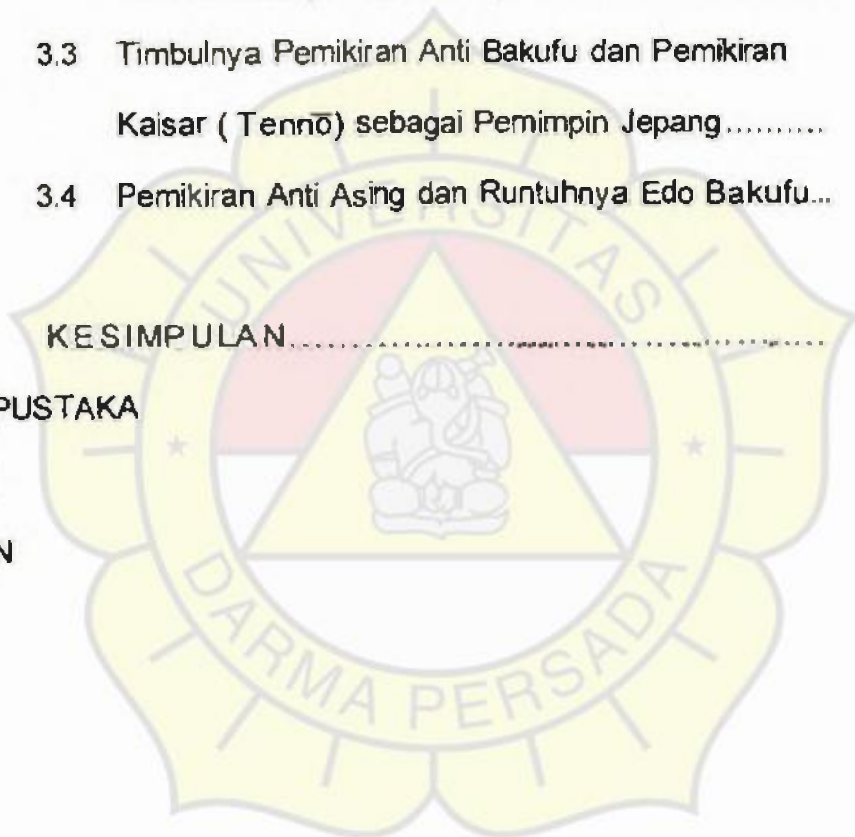 3.3 Timbulnya Pemikiran Anti Bakufu dan Pemikiran
Kaisar ( Tennō) sebagai Pemimpin Jepang..........
3.4 Pemikiran Anti Asing dan Runtuhnya Edo Bakufu...
UNIVERSITAS
KESIMPULAN..........................................................
PUSTAKA
N
DARMA PERSADA